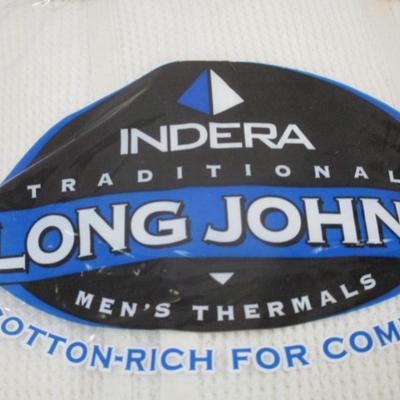 INDERA
TRADITIONAL
LONG JOHN
MEN'S THERMALS
COTTON-RICH FOR COM